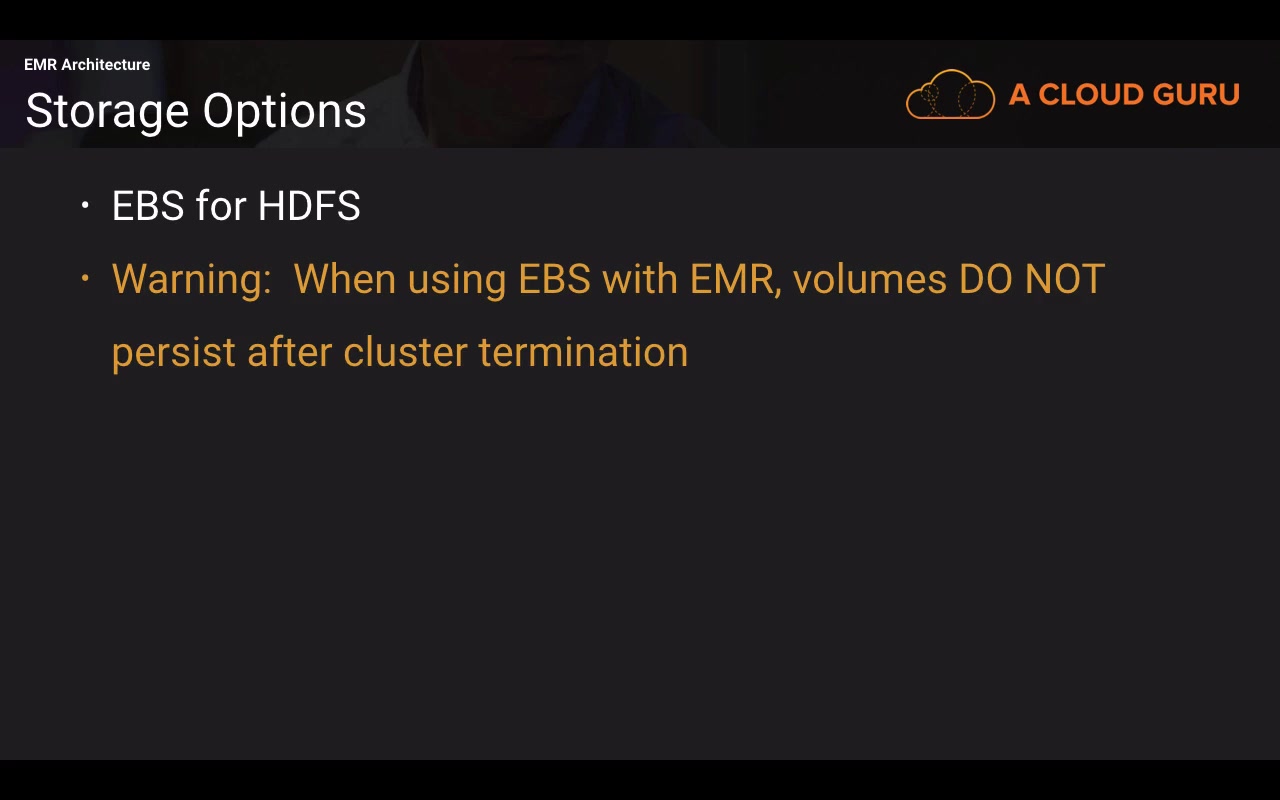 EMR Architecture
Storage Options
A CLOUD GURU
• EBS for HDFS
• Warning:  When using EBS with EMR, volumes DO NOT
persist after cluster termination